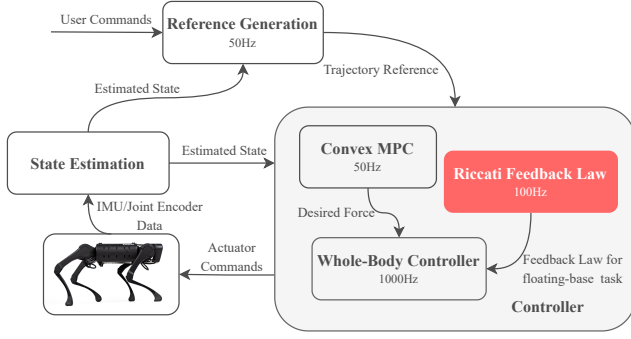 User Commands
Reference Generation
50Hz
Estimated State
Trajectory Reference
State Estimation
Estimated State
Convex MPC
50Hz
Riccati Feedback Law
100Hz
IMU/Joint Encoder
Data
Desired Force
Actuator
Commands
Whole-Body Controller
1000Hz
Feedback Law for
floating-base task
Controller